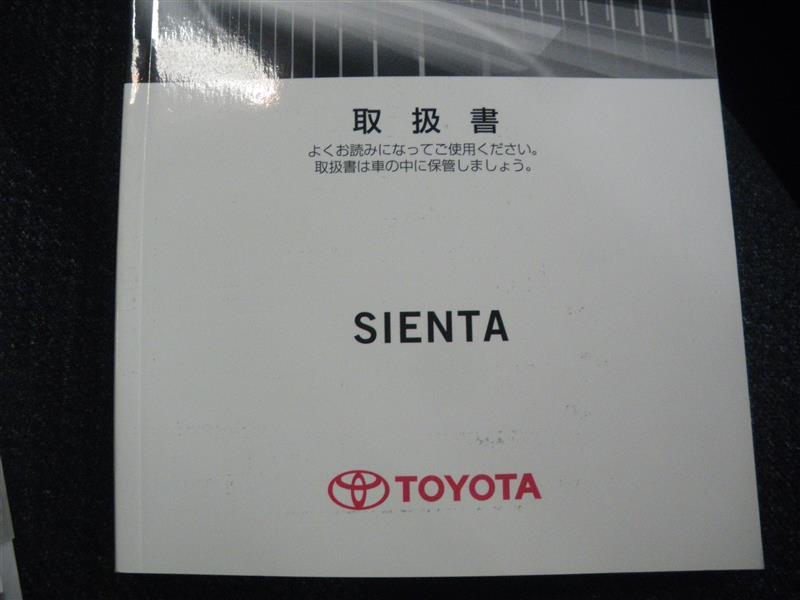 取扱書
よくお読みになってご使用ください。
取扱書は車の中に保管しましょう。
SIENTA
TOYOTA